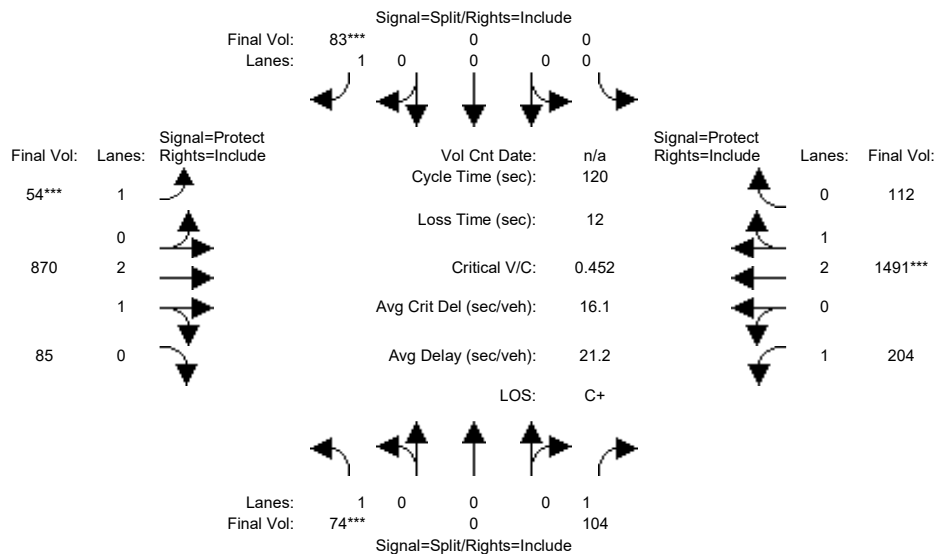 Signal=Split/Rights=Include
Final Vol: 83*** 0 0
Lanes: 1 0 0 0 0
Signal=Protect Signal=Protect
Final Vol: Lanes: Rights=Include Vol Cnt Date: n/a Rights=Include Lanes: Final Vol:
Cycle Time (sec): 120
54*** 1 0 112
Loss Time (sec): 12
0 1
870 2 Critical V/C: 0.452 2 1491***
1 Avg Crit Del (sec/veh): 16.1 0
85 0 Avg Delay (sec/veh): 21.2 1 204
LOS: C+
Lanes: 1 0 0 0 1
Final Vol: 74*** 0 104
Signal=Split/Rights=Include